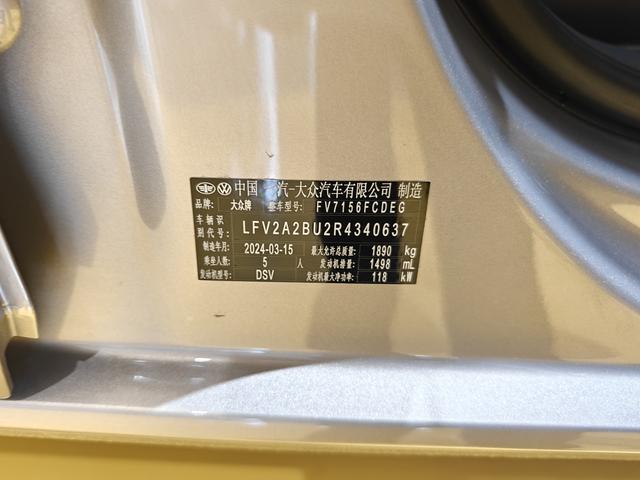 中国 汽-大众汽车有限公司 制造
品牌: 大众牌 整车型号: FV7156FCDEG
车辆识别代号: LFV2A2BU2R4340637
制造年月: 2024-03-15 最大允许总质量: 1890 kg
乘坐人数: 5 人 发动机排量: 1498 mL
发动机型号: DSV 发动机最大净功率: 118 kW